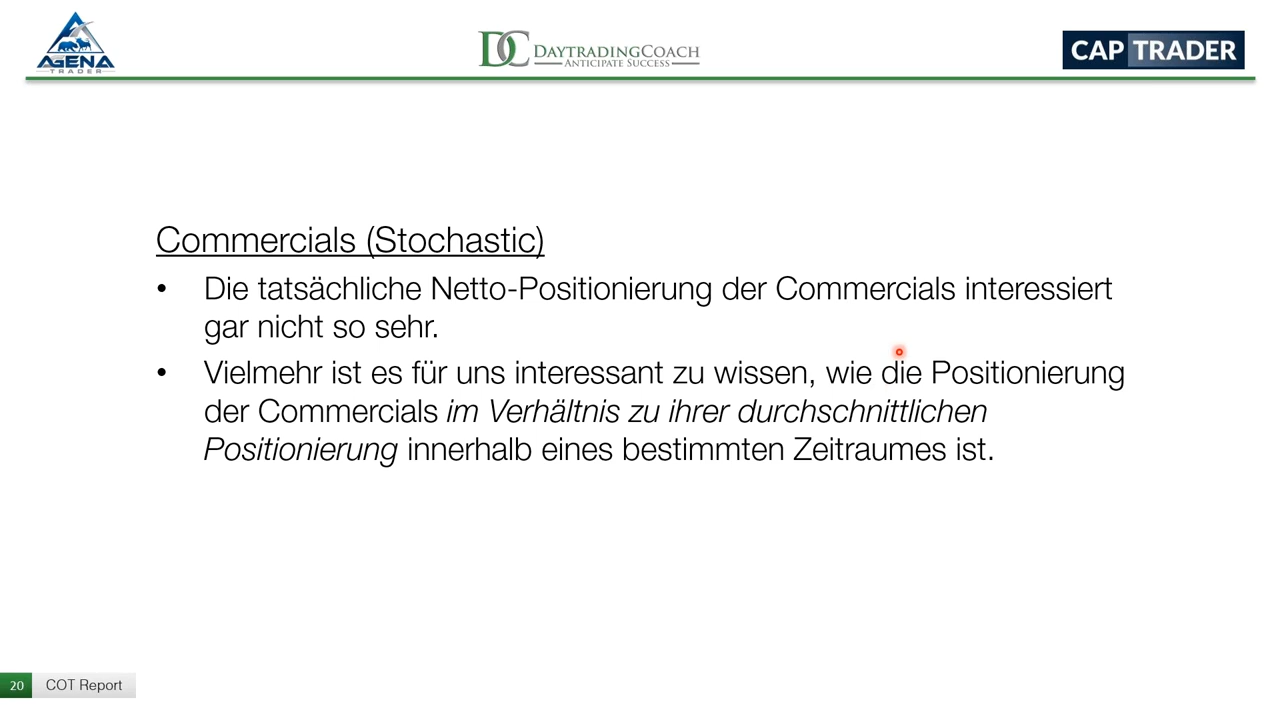 AGENA
TRADER
DC DAYTRADINGCOACH
ANTICIPATE SUCCESS
CAP TRADER
Commercials (Stochastic)
• Die tatsächliche Netto-Positionierung der Commercials interessiert
gar nicht so sehr.
• Vielmehr ist es für uns interessant zu wissen, wie die Positionierung
der Commercials im Verhältnis zu ihrer durchschnittlichen
Positionierung innerhalb eines bestimmten Zeitraumes ist.
20 COT Report